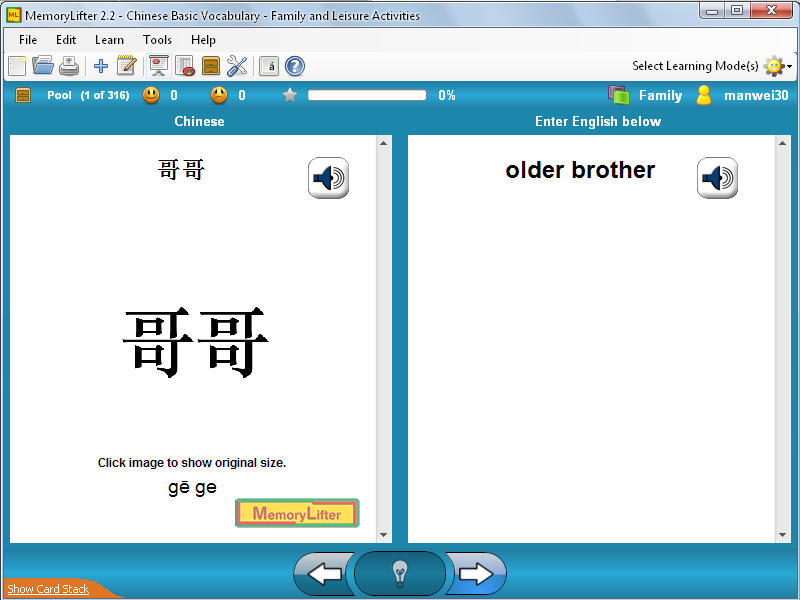 MemoryLifter 2.2 - Chinese Basic Vocabulary - Family and Leisure Activities
File Edit Learn Tools Help
á ? Select Learning Mode(s)
Pool (1 of 316) 0 0 0% Family manwei30
Chinese
哥哥
哥哥
Click image to show original size.
gē ge
MemoryLifter
Enter English below
older brother
Show Card Stack